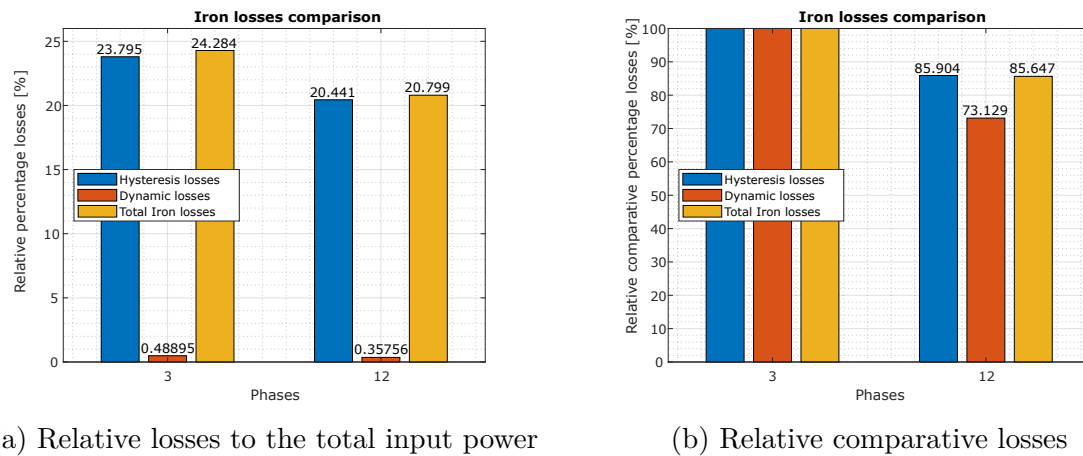 Iron losses comparison
Relative percentage losses [%]
25
20
15
10
5
0
23.795
0.48895
24.284
20.441
0.35756
20.799
Hysteresis losses
Dynamic losses
Total Iron losses
3
12
Phases
a) Relative losses to the total input power
Iron losses comparison
Relative comparative percentage losses [%]
100
90
80
70
60
50
40
30
20
10
0
85.904
73.129
85.647
Hysteresis losses
Dynamic losses
Total Iron losses
3
12
Phases
(b) Relative comparative losses